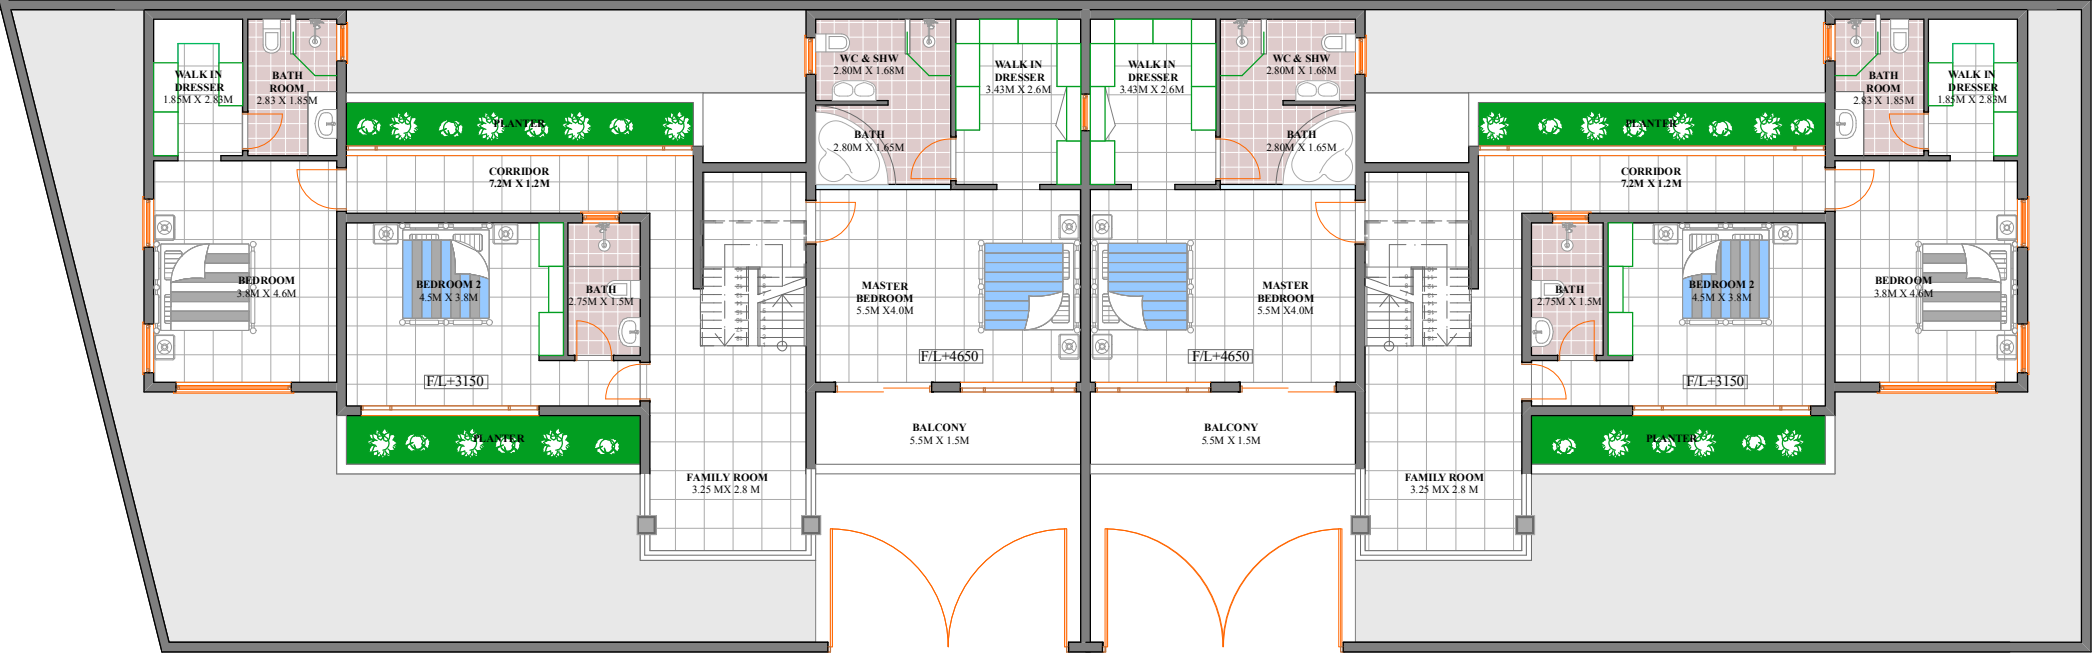 WALK IN
DRESSER
1.85M X 2.83M
BATH
ROOM
2.83 X 1.85M
PLANTER
CORRIDOR
7.2M X 1.2M
WC & SHW
2.80M X 1.68M
BATH
2.80M X 1.65M
WALK IN
DRESSER
3.43M X 2.6M
WALK IN
DRESSER
3.43M X 2.6M
WC & SHW
2.80M X 1.68M
BATH
2.80M X 1.65M
PLANTER
CORRIDOR
7.2M X 1.2M
BATH
ROOM
2.83 X 1.85M
WALK IN
DRESSER
1.85M X 2.83M
BEDROOM
3.8M X 4.6M
BEDROOM 2
4.5M X 3.8M
BATH
2.75M X 1.5M
MASTER
BEDROOM
5.5M X4.0M
MASTER
BEDROOM
5.5M X4.0M
BATH
2.75M X 1.5M
BEDROOM 2
4.5M X 3.8M
BEDROOM
3.8M X 4.6M
F/L+3150
F/L+4650
F/L+4650
F/L+3150
PLANTER
BALCONY
5.5M X 1.5M
BALCONY
5.5M X 1.5M
PLANTER
FAMILY ROOM
3.25 MX 2.8 M
FAMILY ROOM
3.25 MX 2.8 M